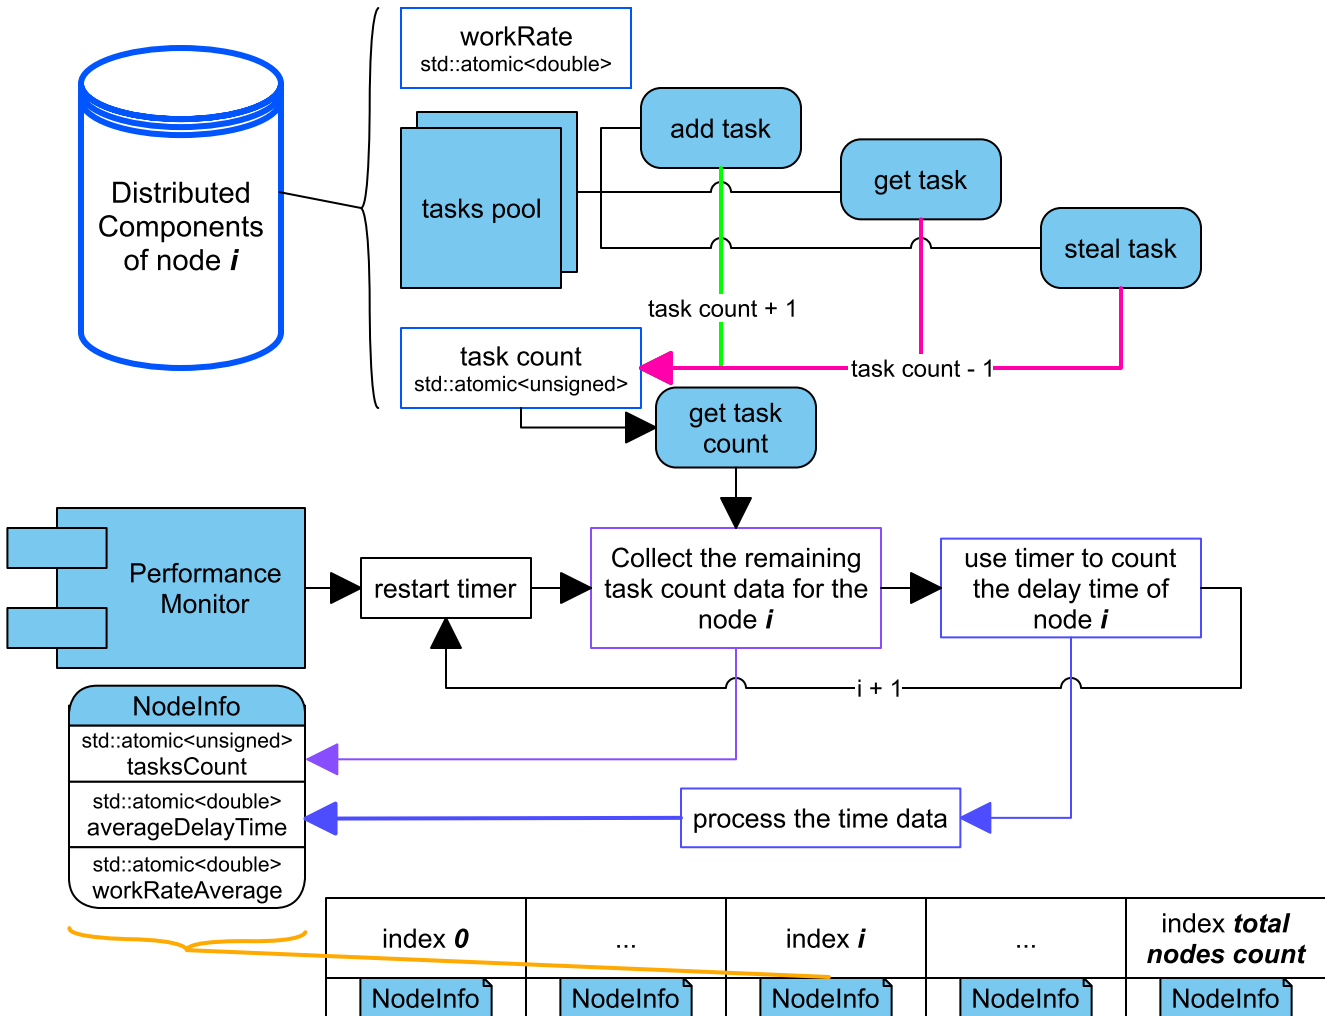 workRate
std::atomic<double>
add task
Distributed
Components
of node i
tasks pool
get task
steal task
task count + 1
task count
std::atomic<unsigned>
task count - 1
get task
count
Performance
Monitor
restart timer
Collect the remaining
task count data for the
node i
use timer to count
the delay time of
node i
i + 1
NodeInfo
std::atomic<unsigned>
tasksCount
std::atomic<double>
averageDelayTime
process the time data
std::atomic<double>
workRateAverage
index 0
...
index i
...
index total
nodes count
NodeInfo
NodeInfo
NodeInfo
NodeInfo
NodeInfo